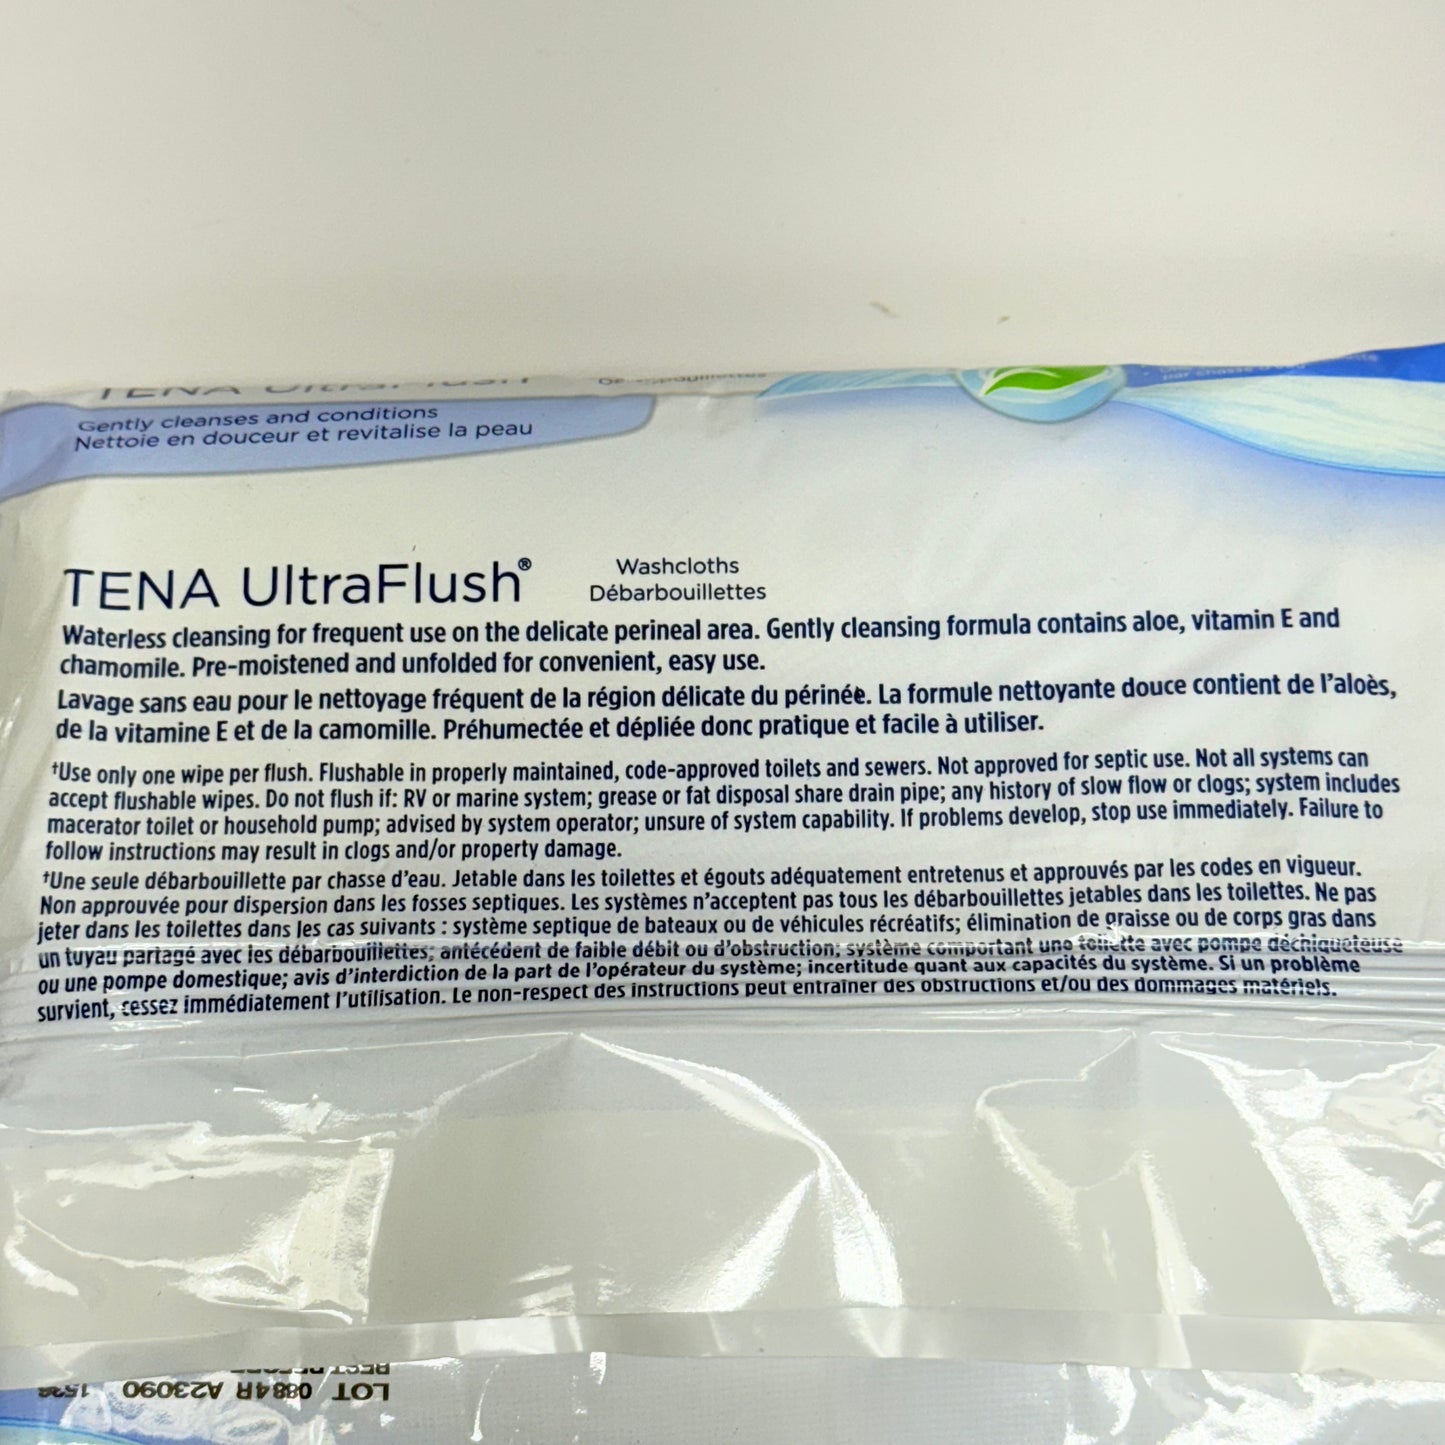 TENA UltraFlush
Gently cleanses and conditions
Nettoie en douceur et revitalise la peau
TENA UltraFlush®
Washcloths
Débarbouillettes
Waterless cleansing for frequent use on the delicate perineal area. Gently cleansing formula contains aloe, vitamin E and
chamomile. Pre-moistened and unfolded for convenient, easy use.
Lavage sans eau pour le nettoyage fréquent de la région délicate du périnée. La formule nettoyante douce contient de l'aloès,
de la vitamine E et de la camomille. Préhumectée et dépliée donc pratique et facile à utiliser.
†Use only one wipe per flush. Flushable in properly maintained, code-approved toilets and sewers. Not approved for septic use. Not all systems can
accept flushable wipes. Do not flush if: RV or marine system; grease or fat disposal share drain pipe; any history of slow flow or clogs; system includes
macerator toilet or household pump; advised by system operator; unsure of system capability. If problems develop, stop use immediately. Failure to
follow instructions may result in clogs and/or property damage.
†Une seule débarbouillette par chasse d'eau. Jetable dans les toilettes et égouts adéquatement entretenus et approuvés par les codes en vigueur.
Non approuvée pour dispersion dans les fosses septiques. Les systèmes n'acceptent pas tous les débarbouillettes jetables dans les toilettes. Ne pas
jeter dans les toilettes dans les cas suivants : système septique de bateaux ou de véhicules récréatifs; élimination de graisse ou de corps gras dans
un tuyau partagé avec les débarbouillettes; antécédent de faible débit ou d'obstruction; système comportant une toilette avec pompe déchiqueteuse
ou une pompe domestique; avis d'interdiction de la part de l'opérateur du système; incertitude quant aux capacités du système. Si un problème
survient, cessez immédiatement l'utilisation. Le non-respect des instructions peut entraîner des obstructions et/ou des dommages matériels.
LOT 0884R A23090